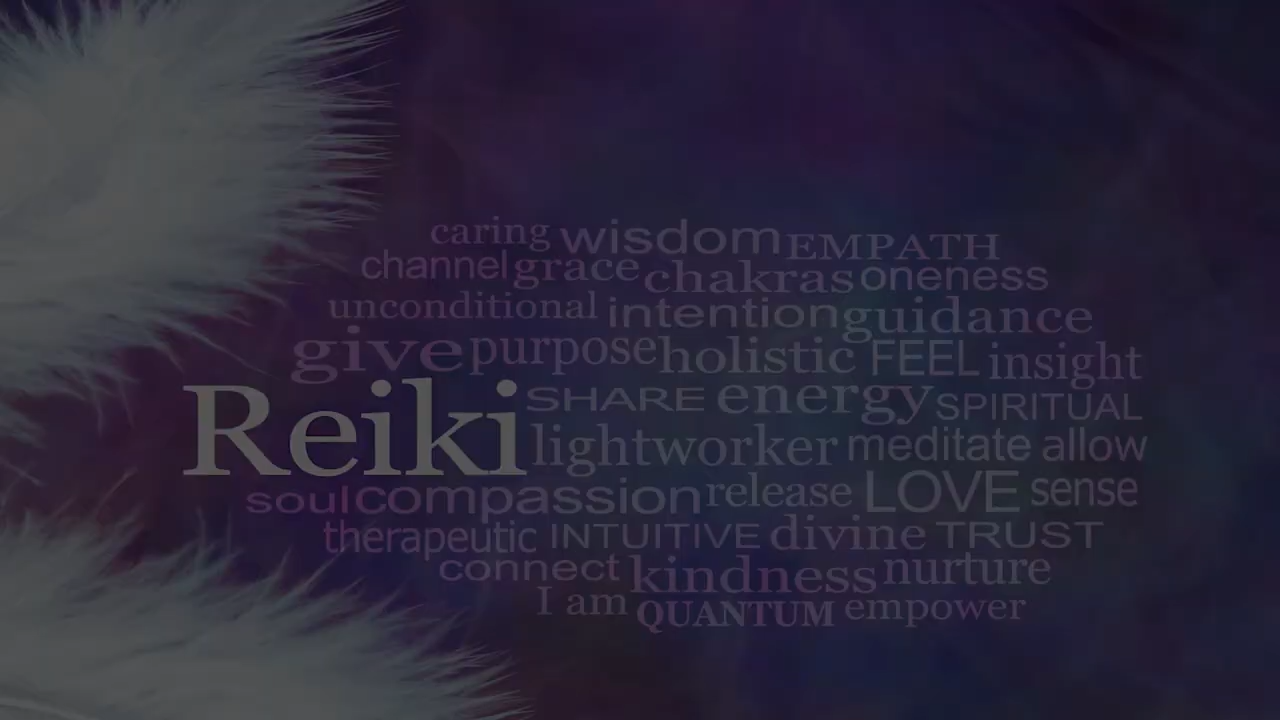 caring wisdom EMPATH
channel grace chakras oneness
unconditional intention guidance
give purpose holistic FEEL insight
Reiki SHARE energy SPIRITUAL
lightworker meditate allow
soul compassion release LOVE sense
therapeutic INTUITIVE divine TRUST
connect kindness nurture
I am QUANTUM empower